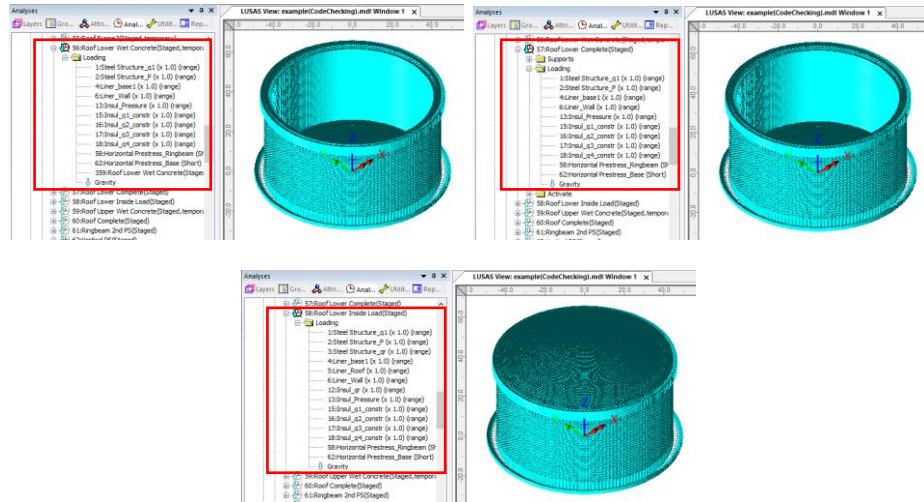 LUSAS View: example(CodeChecking).mdl Window 1 x
Layers Gro... Attri... Anal... Utilit... Rep...
56:Roof Lower Wet Concrete(Staged,tempora
Loading
1:Steel Structure_q1 (x 1.0) (range)
2:Steel Structure_P (x 1.0) (range)
4:Liner_base1 (x 1.0) (range)
6:Liner_Wall (x 1.0) (range)
13:Insul_Pressure (x 1.0) (range)
15:Insul_q1_constr (x 1.0) (range)
16:Insul_q2_constr (x 1.0) (range)
17:Insul_q3_constr (x 1.0) (range)
18:Insul_q4_constr (x 1.0) (range)
58:Horizontal Prestress_Ringbeam (Sh
62:Horizontal Prestress_Base (Short)
359:Roof Lower Wet Concrete(Staged
Gravity
57:Roof Lower Complete(Staged)
58:Roof Lower Inside Load(Staged)
59:Roof Upper Wet Concrete(Staged,tempora
60:Roof Complete(Staged)
61:Ringbeam 2nd PS(Staged)
Analyses
LUSAS View: example(CodeChecking).mdl Window 1 x
Layers Gro... Attri... Anal... Utilit... Rep...
57:Roof Lower Complete(Staged)
Supports
Loading
1:Steel Structure_q1 (x 1.0) (range)
2:Steel Structure_P (x 1.0) (range)
4:Liner_base1 (x 1.0) (range)
6:Liner_Wall (x 1.0) (range)
13:Insul_Pressure (x 1.0) (range)
15:Insul_q1_constr (x 1.0) (range)
16:Insul_q2_constr (x 1.0) (range)
17:Insul_q3_constr (x 1.0) (range)
18:Insul_q4_constr (x 1.0) (range)
58:Horizontal Prestress_Ringbeam (Sh
62:Horizontal Prestress_Base (Short)
Gravity
Activate
58:Roof Lower Inside Load(Staged)
59:Roof Upper Wet Concrete(Staged,tempora
60:Roof Complete(Staged)
61:Ringbeam 2nd PS(Staged)
Analyses
LUSAS View: example(CodeChecking).mdl Window 1 x
Layers Gro... Attri... Anal... Utilit... Rep...
57:Roof Lower Complete(Staged)
58:Roof Lower Inside Load(Staged)
Loading
1:Steel Structure_q1 (x 1.0) (range)
2:Steel Structure_P (x 1.0) (range)
3:Steel Structure_qr (x 1.0) (range)
4:Liner_base1 (x 1.0) (range)
5:Liner_Roof (x 1.0) (range)
6:Liner_Wall (x 1.0) (range)
12:Insul_qr (x 1.0) (range)
13:Insul_Pressure (x 1.0) (range)
15:Insul_q1_constr (x 1.0) (range)
16:Insul_q2_constr (x 1.0) (range)
17:Insul_q3_constr (x 1.0) (range)
18:Insul_q4_constr (x 1.0) (range)
58:Horizontal Prestress_Ringbeam (Sh
62:Horizontal Prestress_Base (Short)
Gravity
59:Roof Upper Wet Concrete(Staged,tempora
60:Roof Complete(Staged)
61:Ringbeam 2nd PS(Staged)